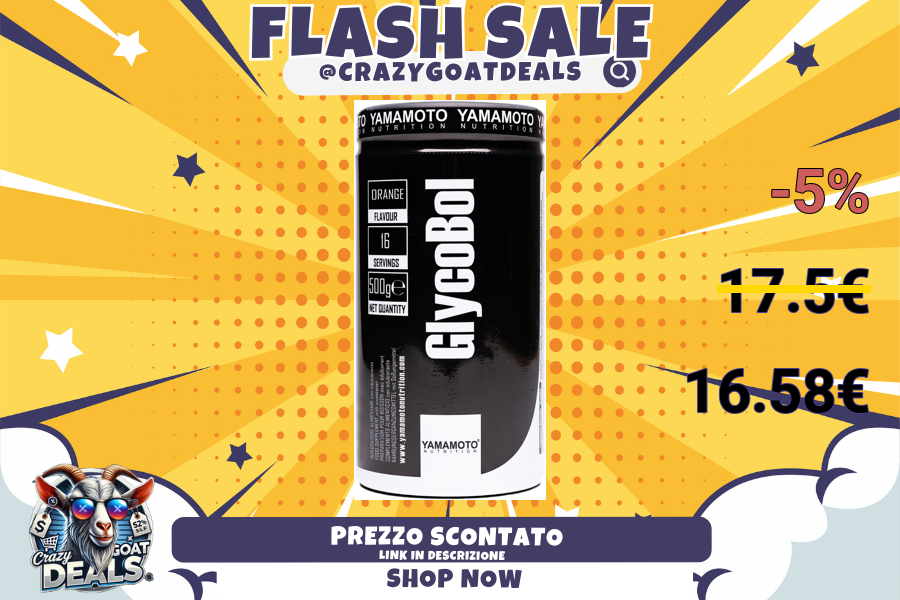 FLASH SALE
@CRAZYGOATDEALS
YAMAMOTO YAMAMOTO
NUTRITION NUTRITION
ORANGE
FLAVOUR
16
SERVINGS
500g℮
NET QUANTITY
GlycoBol
www.yamamotonutrition.com
YAMAMOTO®
NUTRITION
-5%
17.5€
16.58€
$
52%
Crazy
GOAT
DEALS
PREZZO SCONTATO
LINK IN DESCRIZIONE
SHOP NOW